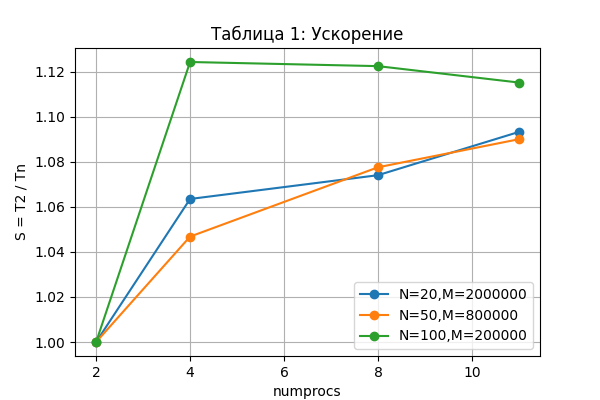 Таблица 1: Ускорение
S = T2 / Tn
1.12
1.10
1.08
1.06
1.04
1.02
1.00
2 4 6 8 10
numprocs
N=20,M=2000000
N=50,M=800000
N=100,M=200000